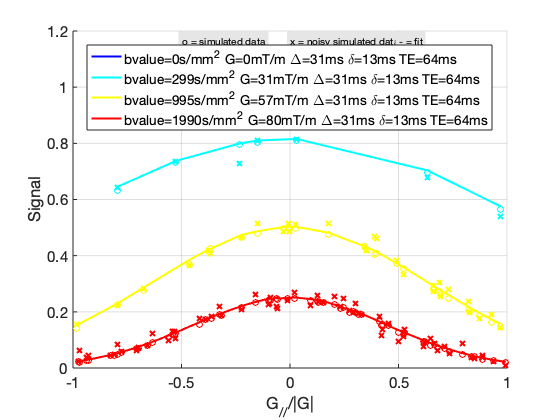 1.2
o = simulated data x = noisy simulated data - = fit
bvalue=0s/mm² G=0mT/m Δ=31ms δ=13ms TE=64ms
bvalue=299s/mm² G=31mT/m Δ=31ms δ=13ms TE=64ms
1
bvalue=995s/mm² G=57mT/m Δ=31ms δ=13ms TE=64ms
bvalue=1990s/mm² G=80mT/m Δ=31ms δ=13ms TE=64ms
0.8
0.6
Signal
0.4
0.2
0
-1 -0.5 0 0.5 1
G//​/|G|